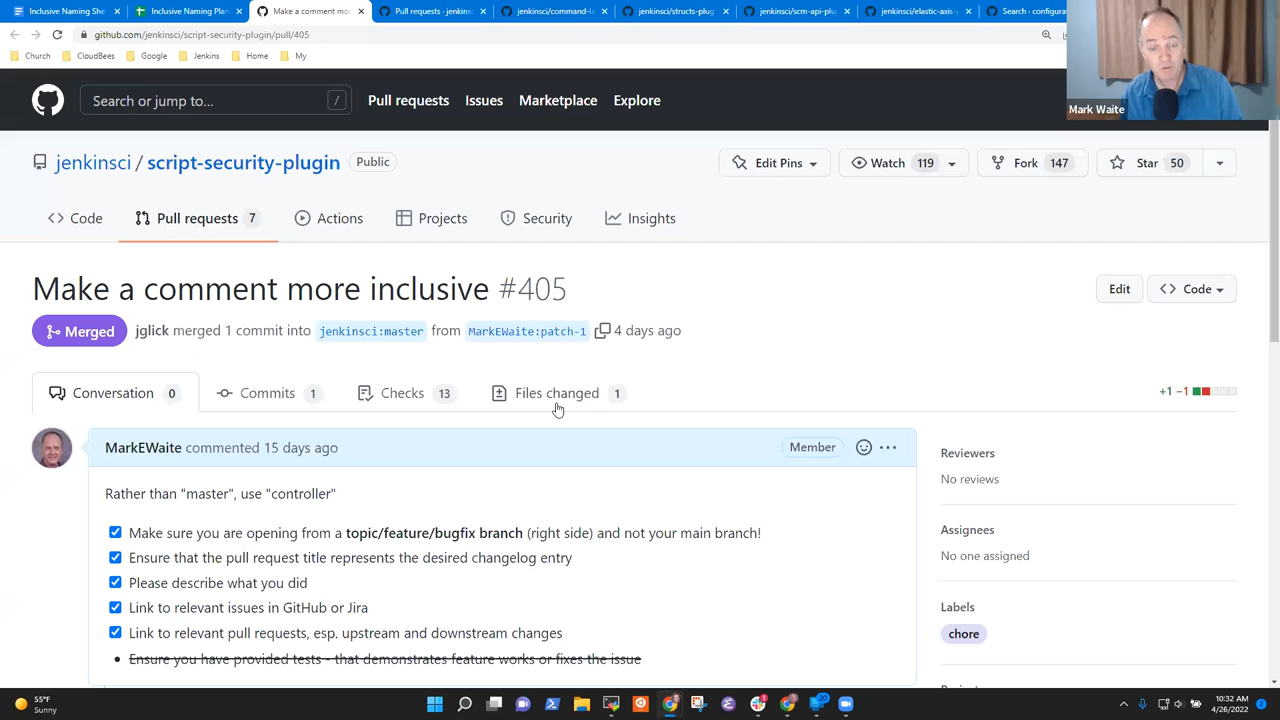 Inclusive Naming She
Inclusive Naming Plan
Make a comment mor
Pull requests · jenkins
jenkinsci/command-la
jenkinsci/structs-plug
jenkinsci/scm-api-plu
jenkinsci/elastic-axis-
Search · configurat
github.com/jenkinsci/script-security-plugin/pull/405
Church
CloudBees
Google
Jenkins
Home
My
Mark Waite
Search or jump to...
/
Pull requests
Issues
Marketplace
Explore
jenkinsci / script-security-plugin
Public
Edit Pins
Watch 119
Fork 147
Star 50
Code
Pull requests 7
Actions
Projects
Security
Insights
Make a comment more inclusive #405
Edit
Code
Merged
jglick merged 1 commit into jenkinsci:master from MarkEWaite:patch-1 4 days ago
Conversation 0
Commits 1
Checks 13
Files changed 1
+1 −1
MarkEWaite commented 15 days ago
Member
Rather than "master", use "controller"
Make sure you are opening from a topic/feature/bugfix branch (right side) and not your main branch!
Ensure that the pull request title represents the desired changelog entry
Please describe what you did
Link to relevant issues in GitHub or Jira
Link to relevant pull requests, esp. upstream and downstream changes
Ensure you have provided tests - that demonstrates feature works or fixes the issue
Reviewers
No reviews
Assignees
No one assigned
Labels
chore
55°F
Sunny
20
10:32 AM
4/26/2022
2